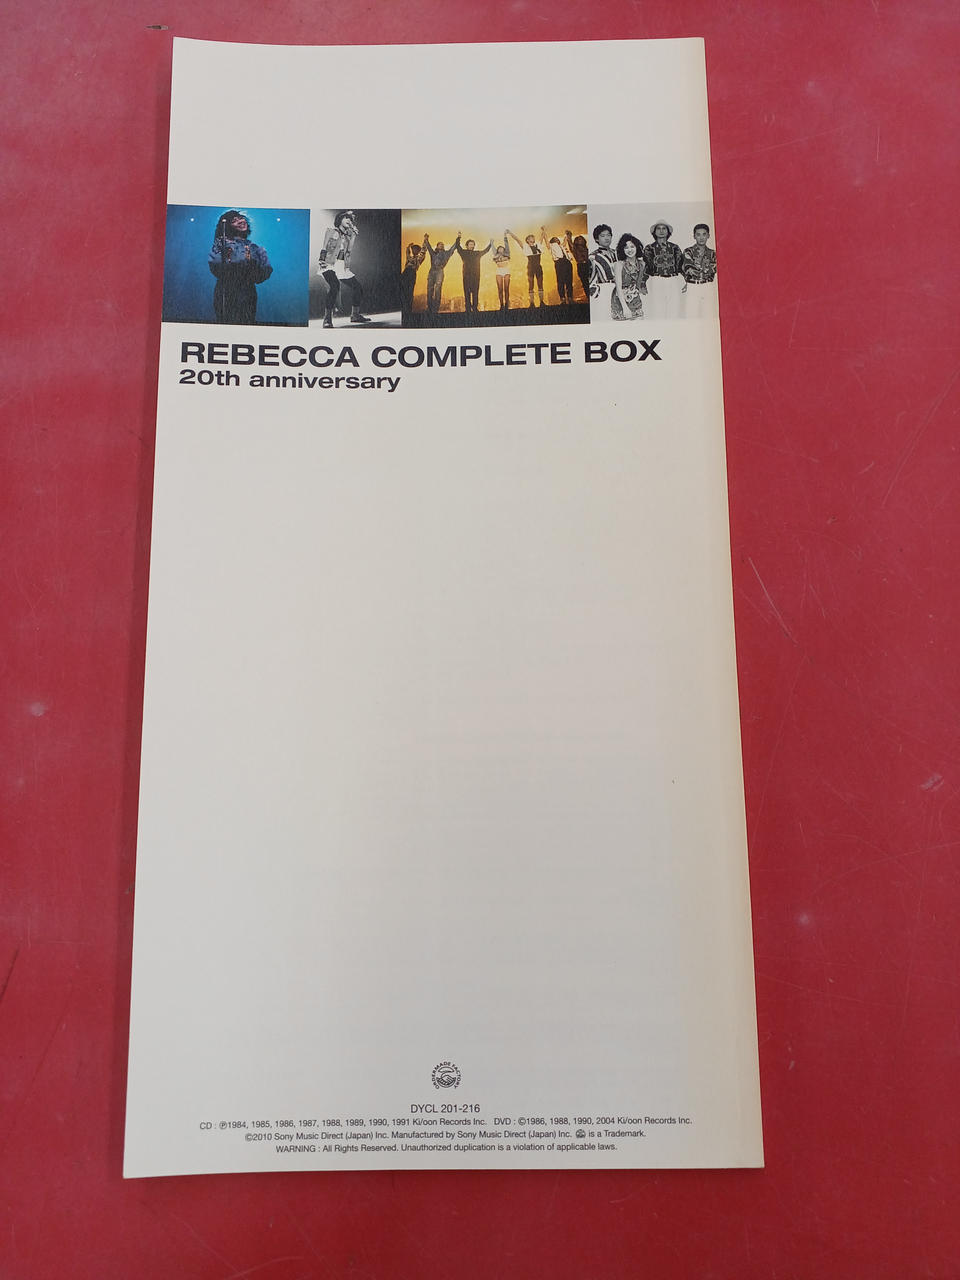 REBECCA COMPLETE BOX
20th anniversary
ORDERMADE FACTORY
DYCL 201-216
CD : ℗1984, 1985, 1986, 1987, 1988, 1989, 1990, 1991 Ki/oon Records Inc. DVD : ©1986, 1988, 1990, 2004 Ki/oon Records Inc.
©2010 Sony Music Direct (Japan) Inc. Manufactured by Sony Music Direct (Japan) Inc. is a Trademark.
WARNING : All Rights Reserved. Unauthorized duplication is a violation of applicable laws.